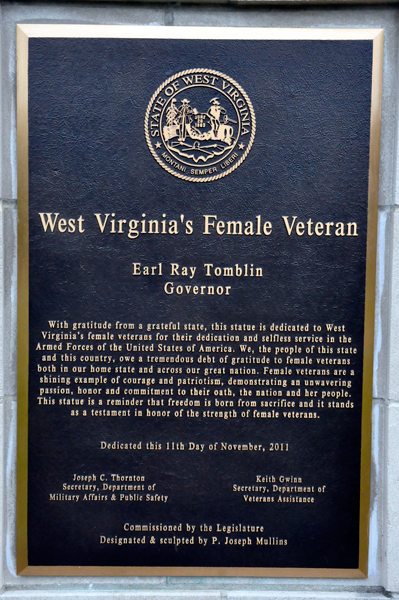 STATE OF WEST VIRGINIA
MONTANI SEMPER LIBERI
West Virginia's Female Veteran
Earl Ray Tomblin
Governor
With gratitude from a grateful state, this statue is dedicated to West
Virginia's female veterans for their dedication and selfless service in the
Armed Forces of the United States of America. We, the people of this state
and this country, owe a tremendous debt of gratitude to female veterans
both in our home state and across our great nation. Female veterans are a
shining example of courage and patriotism, demonstrating an unwavering
passion, honor and commitment to their oath, the nation and her people.
This statue is a reminder that freedom is born from sacrifice and it stands
as a testament in honor of the strength of female veterans.
Dedicated this 11th Day of November, 2011
Joseph C. Thornton
Secretary, Department of
Military Affairs & Public Safety
Keith Gwinn
Secretary, Department of
Veterans Assistance
Commissioned by the Legislature
Designated & sculpted by P. Joseph Mullins